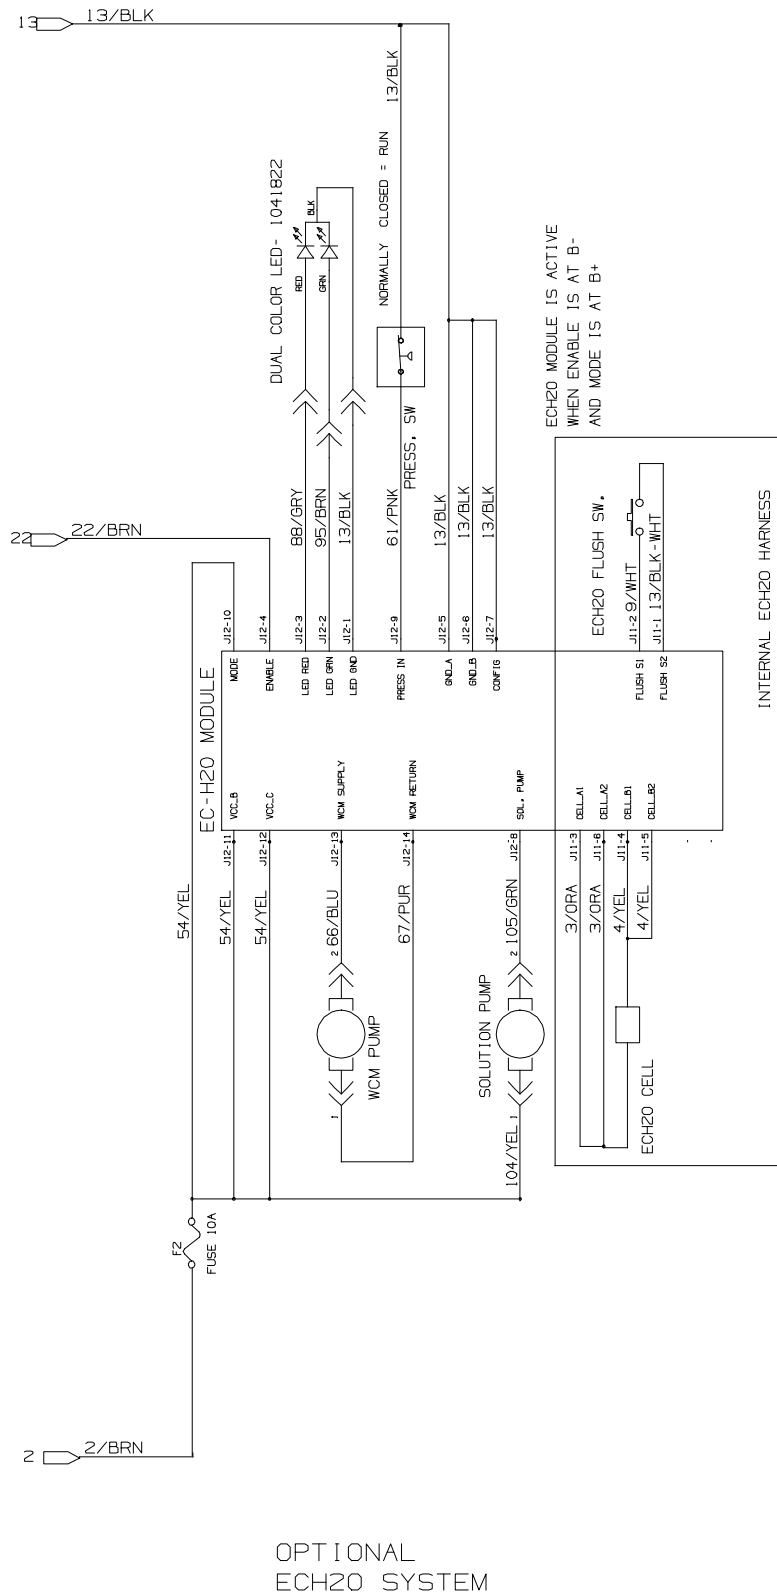 13
13/BLK
13/BLK
DUAL COLOR LED- 1041822
BLK
RED
GRN
NORMALLY CLOSED = RUN
PRESS. SW
ECH20 MODULE IS ACTIVE
WHEN ENABLE IS AT B-
AND MODE IS AT B+
22
22/BRN
88/GRY
95/BRN
13/BLK
61/PNK
13/BLK
13/BLK
13/BLK
ECH20 FLUSH SW.
9/WHT
13/BLK-WHT
INTERNAL ECH20 HARNESS
J12-10
J12-4
J12-3
J12-2
J12-1
J12-9
J12-5
J12-6
J12-7
J11-2
J11-1
EC-H20 MODULE
MODE
ENABLE
LED RED
LED GRN
LED GND
PRESS IN
GND_A
GND_B
CONFIG
FLUSH S1
FLUSH S2
VCC_B
VCC_C
WCM SUPPLY
WCM RETURN
SOL. PUMP
CELL_A1
CELL_A2
CELL_B1
CELL_B2
J12-11
J12-12
J12-13
J12-14
J12-8
J11-3
J11-6
J11-4
J11-5
54/YEL
54/YEL
54/YEL
66/BLU
67/PUR
105/GRN
3/ORA
3/ORA
4/YEL
4/YEL
2
2
WCM PUMP
SOLUTION PUMP
ECH20 CELL
1
1
104/YEL
F2
FUSE 10A
2
2/BRN
OPTIONAL
ECH20 SYSTEM